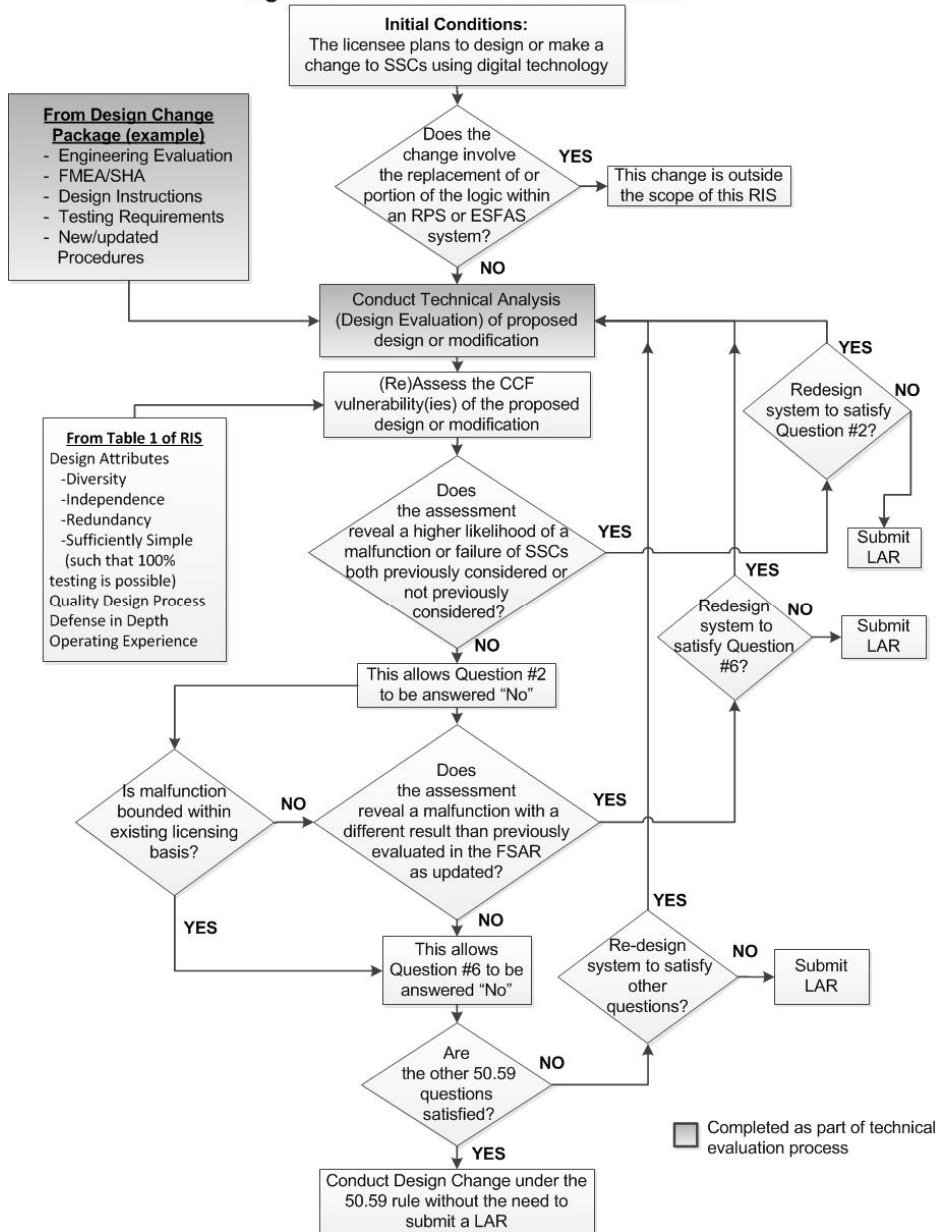 Initial Conditions:
The licensee plans to design or make a
change to SSCs using digital technology
From Design Change
Package (example)
- Engineering Evaluation
- FMEA/SHA
- Design Instructions
- Testing Requirements
- New/updated
Procedures
Does the
change involve
the replacement of or
portion of the logic within
an RPS or ESFAS
system?
YES
This change is outside
the scope of this RIS
NO
Conduct Technical Analysis
(Design Evaluation) of proposed
design or modification
(Re)Assess the CCF
vulnerability(ies) of the proposed
design or modification
YES
Redesign
system to satisfy
Question #2?
NO
Submit
LAR
From Table 1 of RIS
Design Attributes
-Diversity
-Independence
-Redundancy
-Sufficiently Simple
(such that 100%
testing is possible)
Quality Design Process
Defense in Depth
Operating Experience
Does
the assessment
reveal a higher likelihood of a
malfunction or failure of SSCs
both previously considered or
not previously
considered?
YES
NO
YES
Redesign
system to
satisfy Question
#6?
NO
Submit
LAR
This allows Question #2
to be answered “No”
Is malfunction
bounded within
existing licensing
basis?
NO
YES
Does
the assessment
reveal a malfunction with a
different result than previously
evaluated in the FSAR
as updated?
YES
NO
This allows
Question #6 to be
answered “No”
YES
Re-design
system to satisfy
other
questions?
NO
Submit
LAR
Are
the other 50.59
questions
satisfied?
NO
YES
Conduct Design Change under the
50.59 rule without the need to
submit a LAR
Completed as part of technical
evaluation process